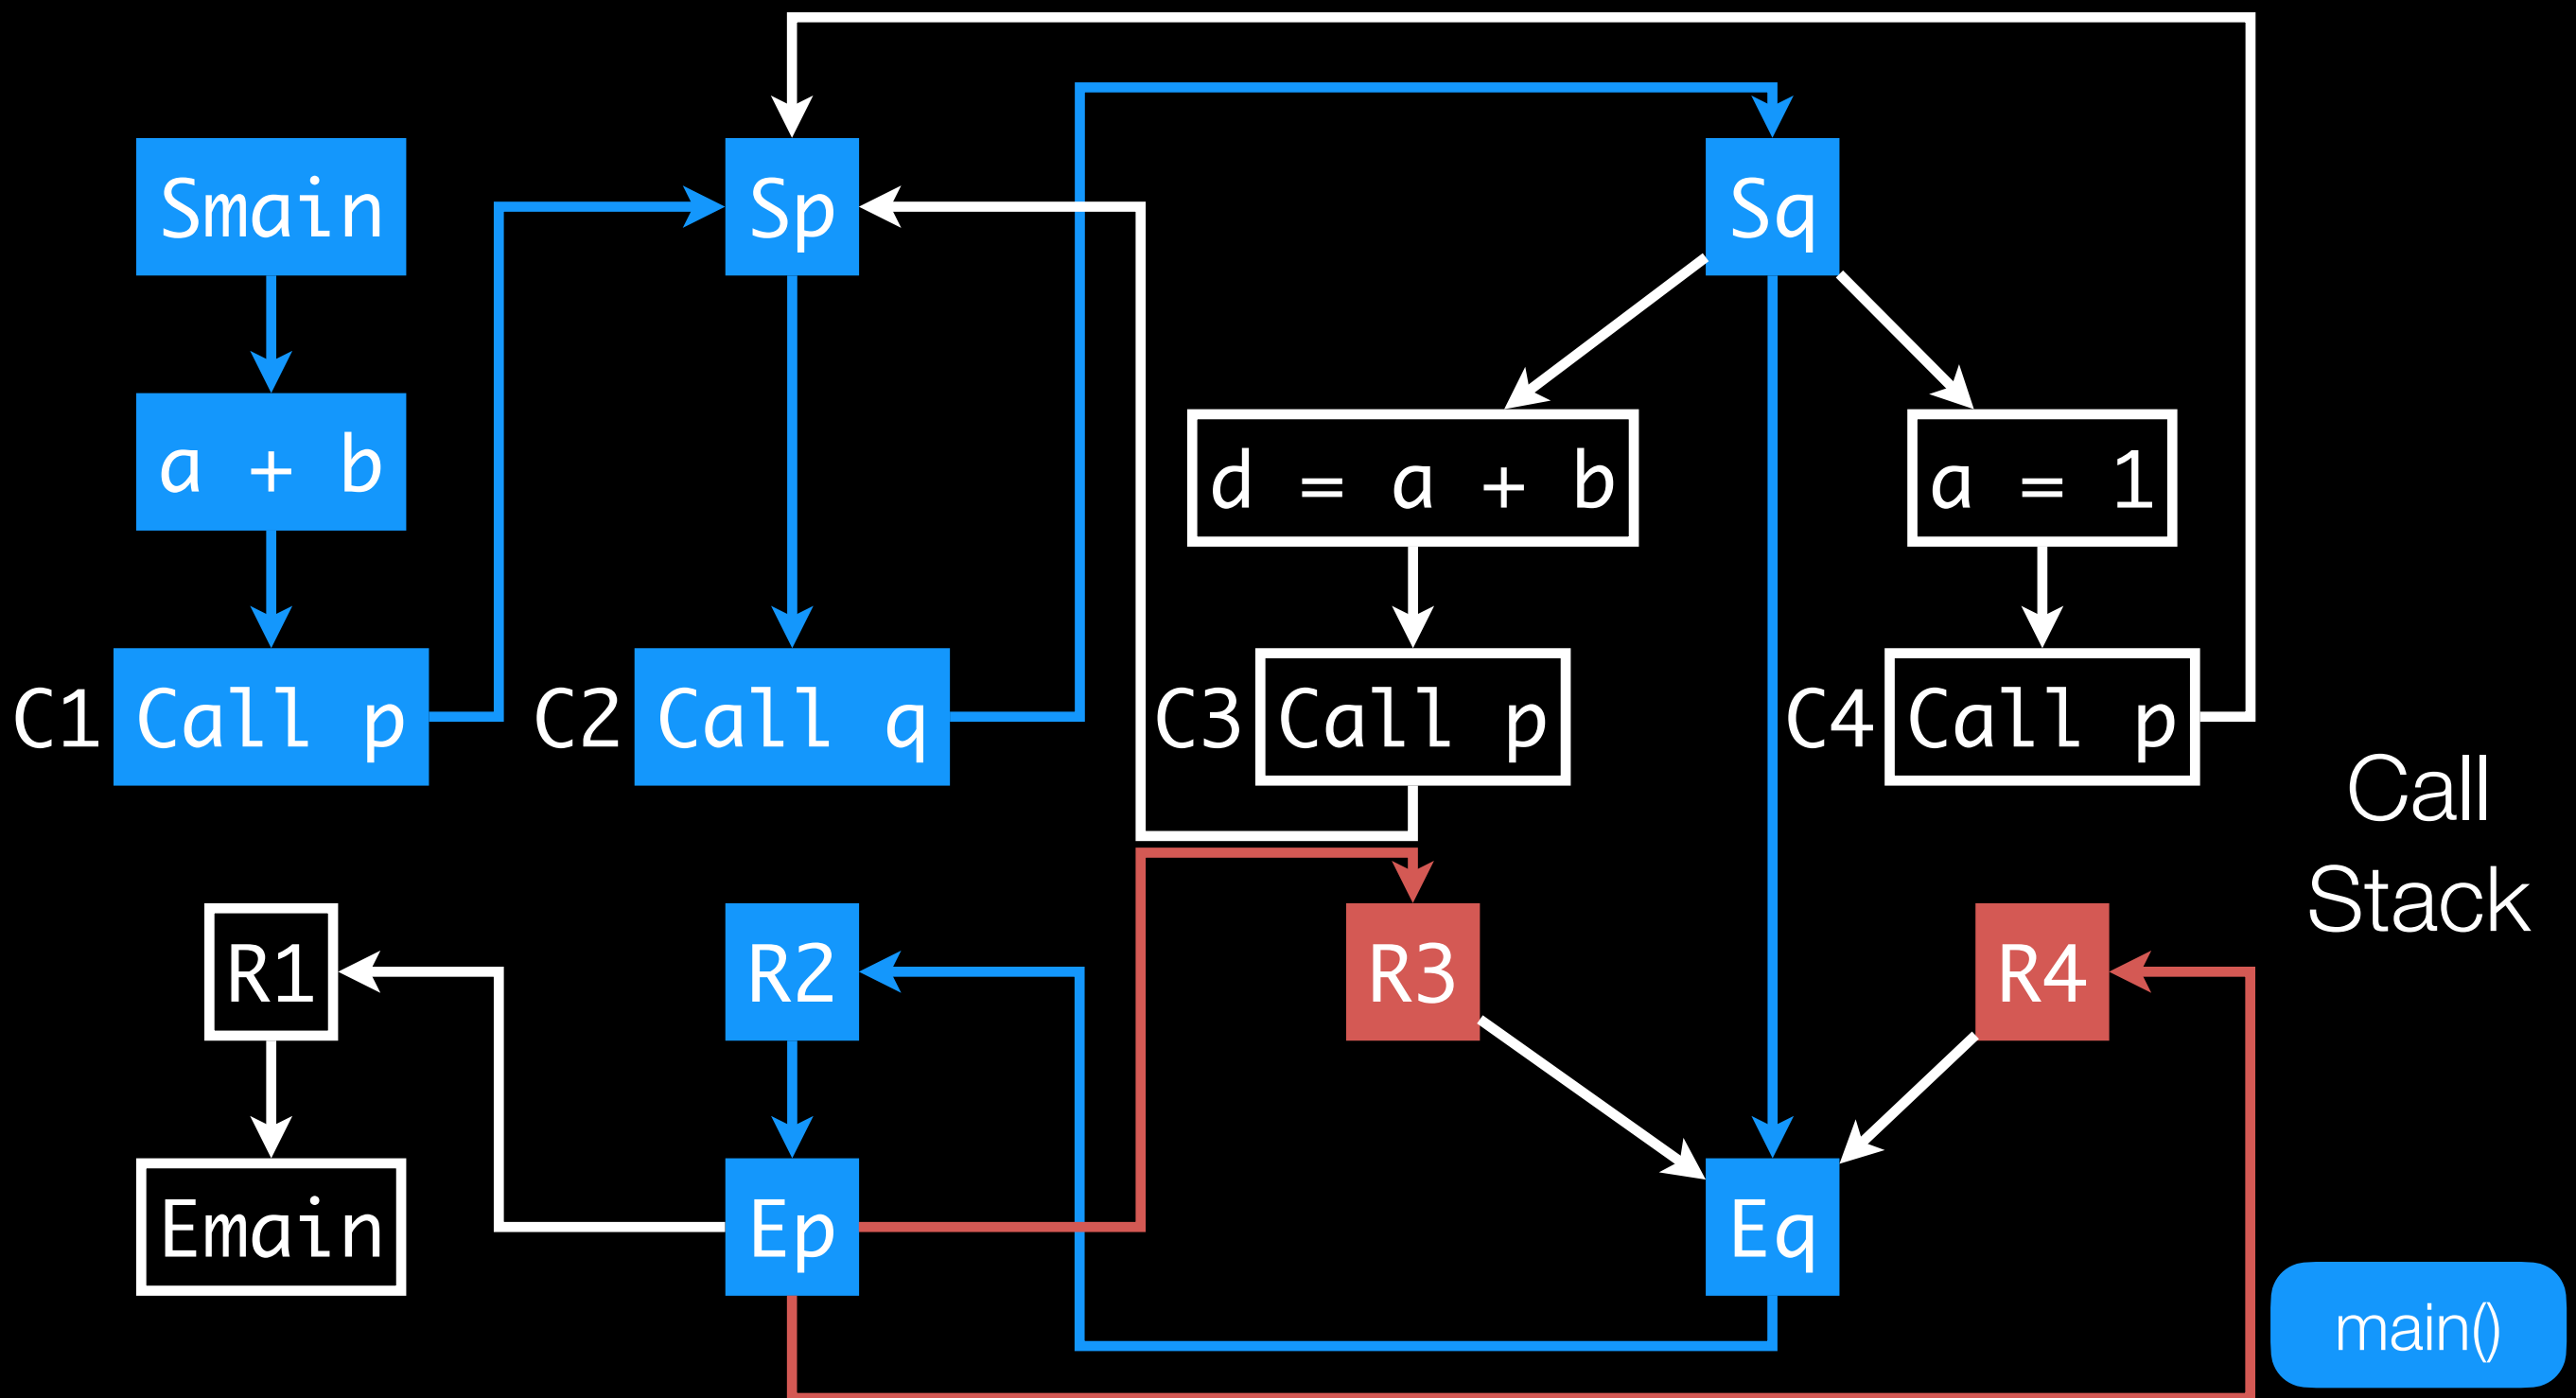 Smain
Sp
Sq
a + b
d = a + b
a = 1
C1 Call p
C2 Call q
C3 Call p
C4 Call p
Call
Stack
R1
R2
R3
R4
Emain
Ep
Eq
main()